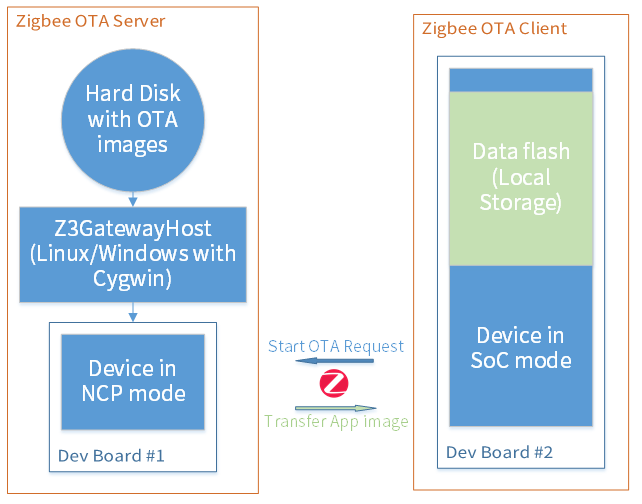 Zigbee OTA Server
Hard Disk
with OTA
images
Z3GatewayHost
(Linux/Windows with
Cygwin)
Device in
NCP mode
Dev Board #1
Start OTA Request
Transfer App image
Zigbee OTA Client
Data flash
(Local
Storage)
Device in
SoC mode
Dev Board #2